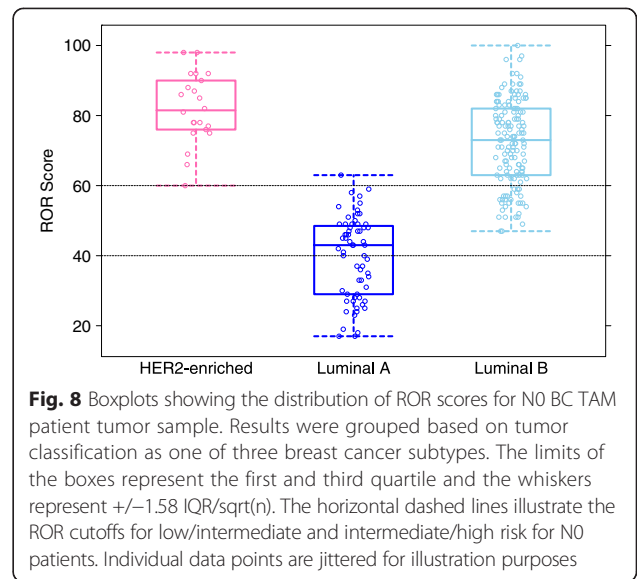 100
80
60
40
20
ROR Score
HER2-enriched Luminal A Luminal B
Fig. 8 Boxplots showing the distribution of ROR scores for N0 BC TAM
patient tumor sample. Results were grouped based on tumor
classification as one of three breast cancer subtypes. The limits of
the boxes represent the first and third quartile and the whiskers
represent +/−1.58 IQR/sqrt(n). The horizontal dashed lines illustrate the
ROR cutoffs for low/intermediate and intermediate/high risk for N0
patients. Individual data points are jittered for illustration purposes